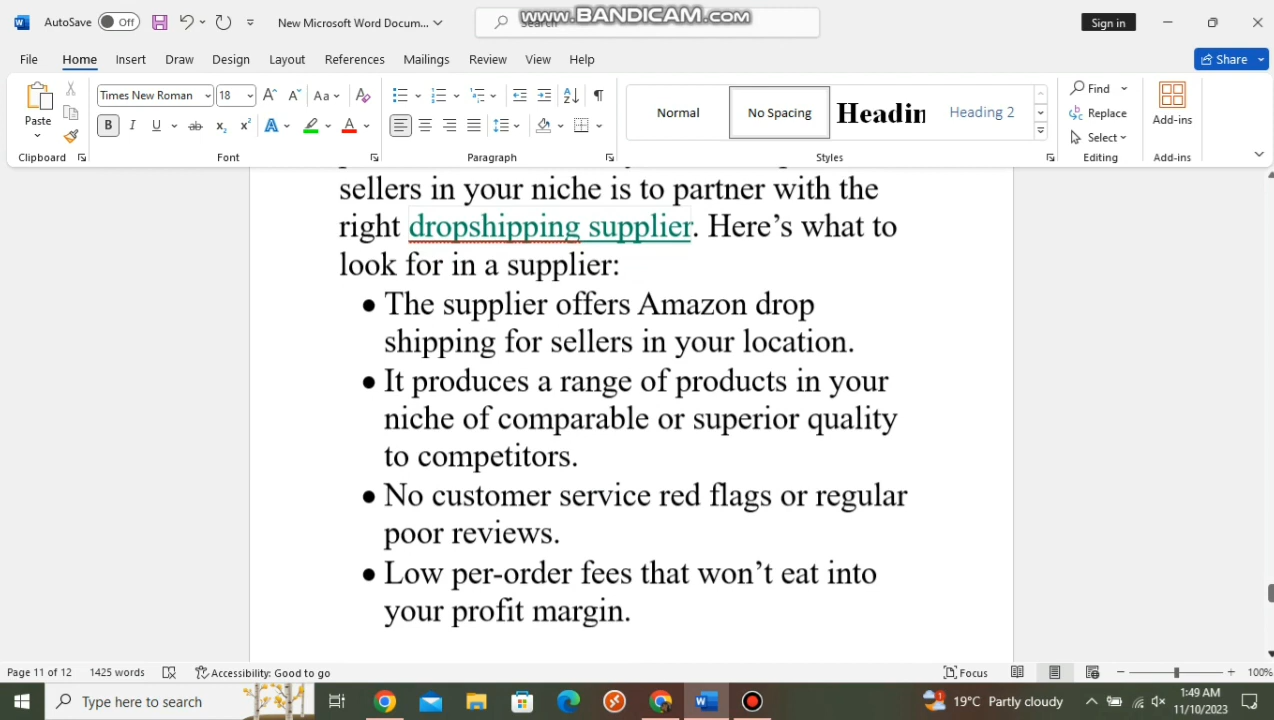 www.BANDICAM.com
AutoSave Off New Microsoft Word Docum... Sign in
File Home Insert Draw Design Layout References Mailings Review View Help Share
Times New Roman 18 Aa Find
Paste Normal No Spacing Headin Heading 2 Replace Add-ins
B I U ab x₂ x² A A Select
Clipboard Font Paragraph Styles Editing Add-ins
sellers in your niche is to partner with the
right dropshipping supplier. Here’s what to
look for in a supplier:
● The supplier offers Amazon drop
shipping for sellers in your location.
● It produces a range of products in your
niche of comparable or superior quality
to competitors.
● No customer service red flags or regular
poor reviews.
● Low per-order fees that won’t eat into
your profit margin.
Page 11 of 12 1425 words Accessibility: Good to go Focus 100%
Type here to search 19°C Partly cloudy 1:49 AM
11/10/2023